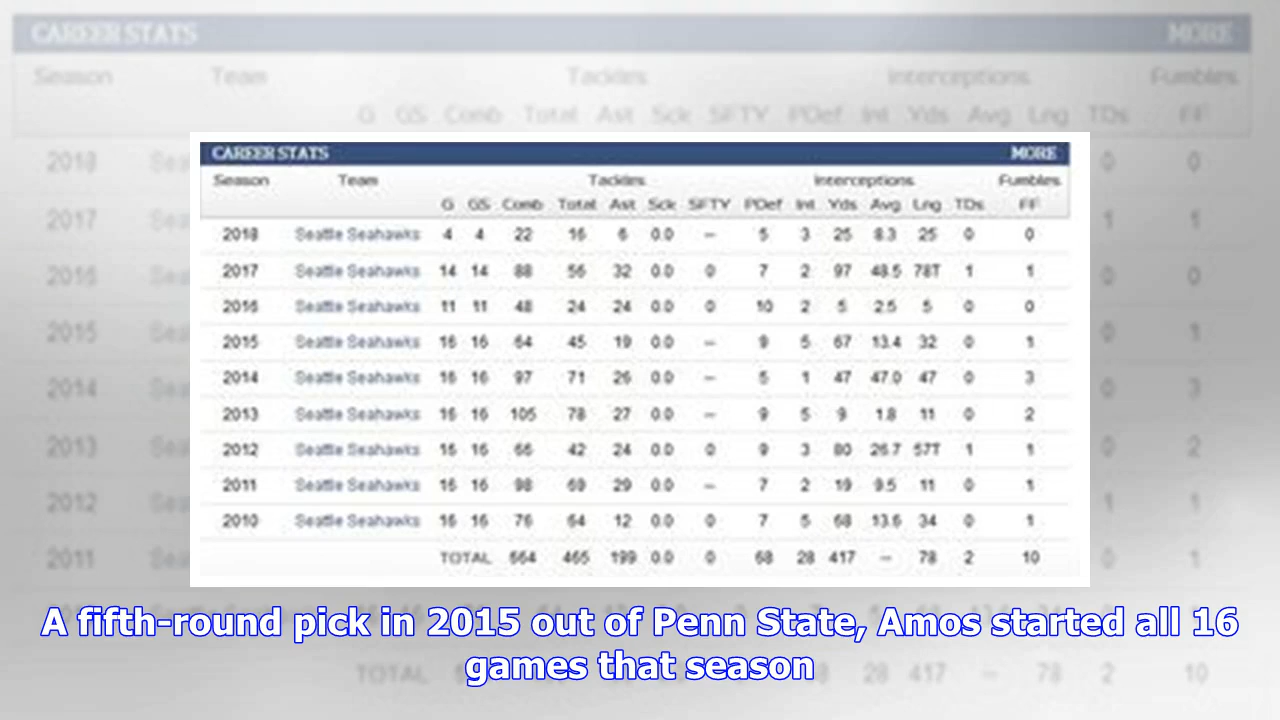 CAREER STATS MORE
Season Team Tackles Interceptions Fumbles
G GS Comb Total Ast Sck SFTY PDef Int Yds Avg Lng TDs FF
2018 Seattle Seahawks 4 4 22 16 6 0.0 -- 5 3 25 8.3 25 0 0
2017 Seattle Seahawks 14 14 88 56 32 0.0 0 7 2 97 48.5 78T 1 1
2016 Seattle Seahawks 11 11 48 24 24 0.0 0 10 2 5 2.5 5 0 0
2015 Seattle Seahawks 16 16 64 45 19 0.0 -- 9 5 67 13.4 32 0 1
2014 Seattle Seahawks 16 16 97 71 26 0.0 -- 5 1 47 47.0 47 0 3
2013 Seattle Seahawks 16 16 105 78 27 0.0 -- 9 5 9 1.8 11 0 2
2012 Seattle Seahawks 16 16 66 42 24 0.0 0 9 3 80 26.7 57T 1 1
2011 Seattle Seahawks 16 16 98 69 29 0.0 -- 7 2 19 9.5 11 0 1
2010 Seattle Seahawks 16 16 76 64 12 0.0 0 7 5 68 13.6 34 0 1
TOTAL 664 465 199 0.0 0 68 28 417 -- 78 2 10
A fifth-round pick in 2015 out of Penn State, Amos started all 16
games that season